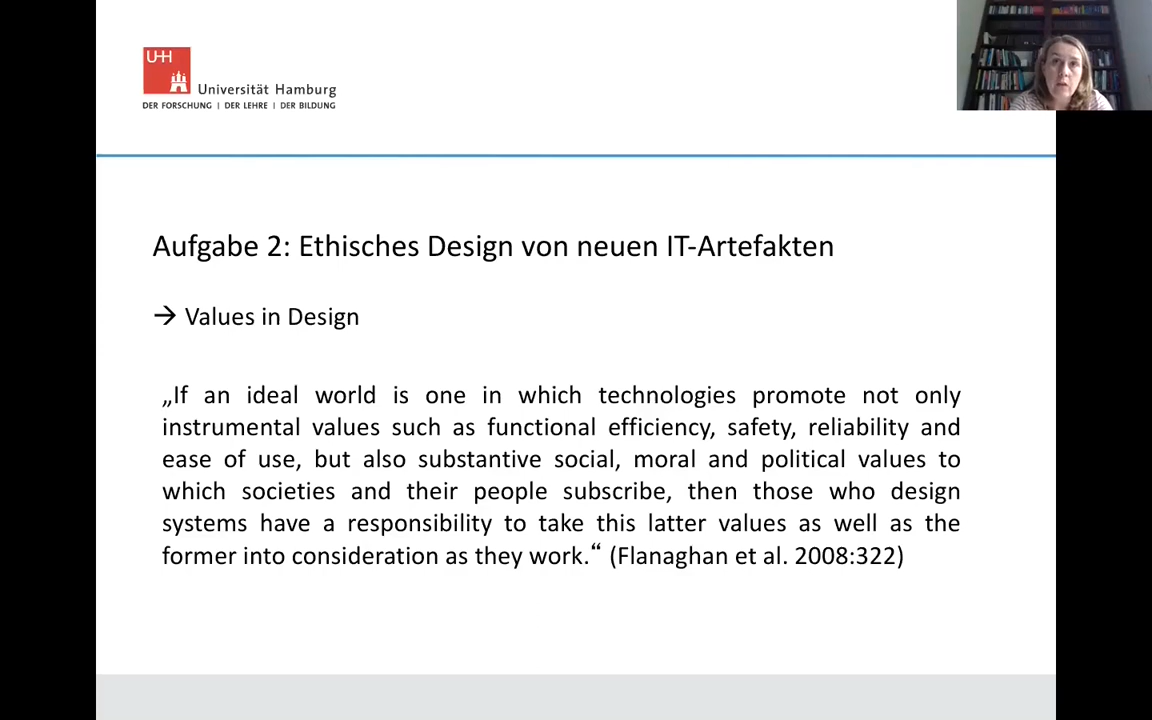 UHH
Universität Hamburg
DER FORSCHUNG | DER LEHRE | DER BILDUNG
Aufgabe 2: Ethisches Design von neuen IT-Artefakten
→ Values in Design
„If an ideal world is one in which technologies promote not only
instrumental values such as functional efficiency, safety, reliability and
ease of use, but also substantive social, moral and political values to
which societies and their people subscribe, then those who design
systems have a responsibility to take this latter values as well as the
former into consideration as they work.“ (Flanaghan et al. 2008:322)